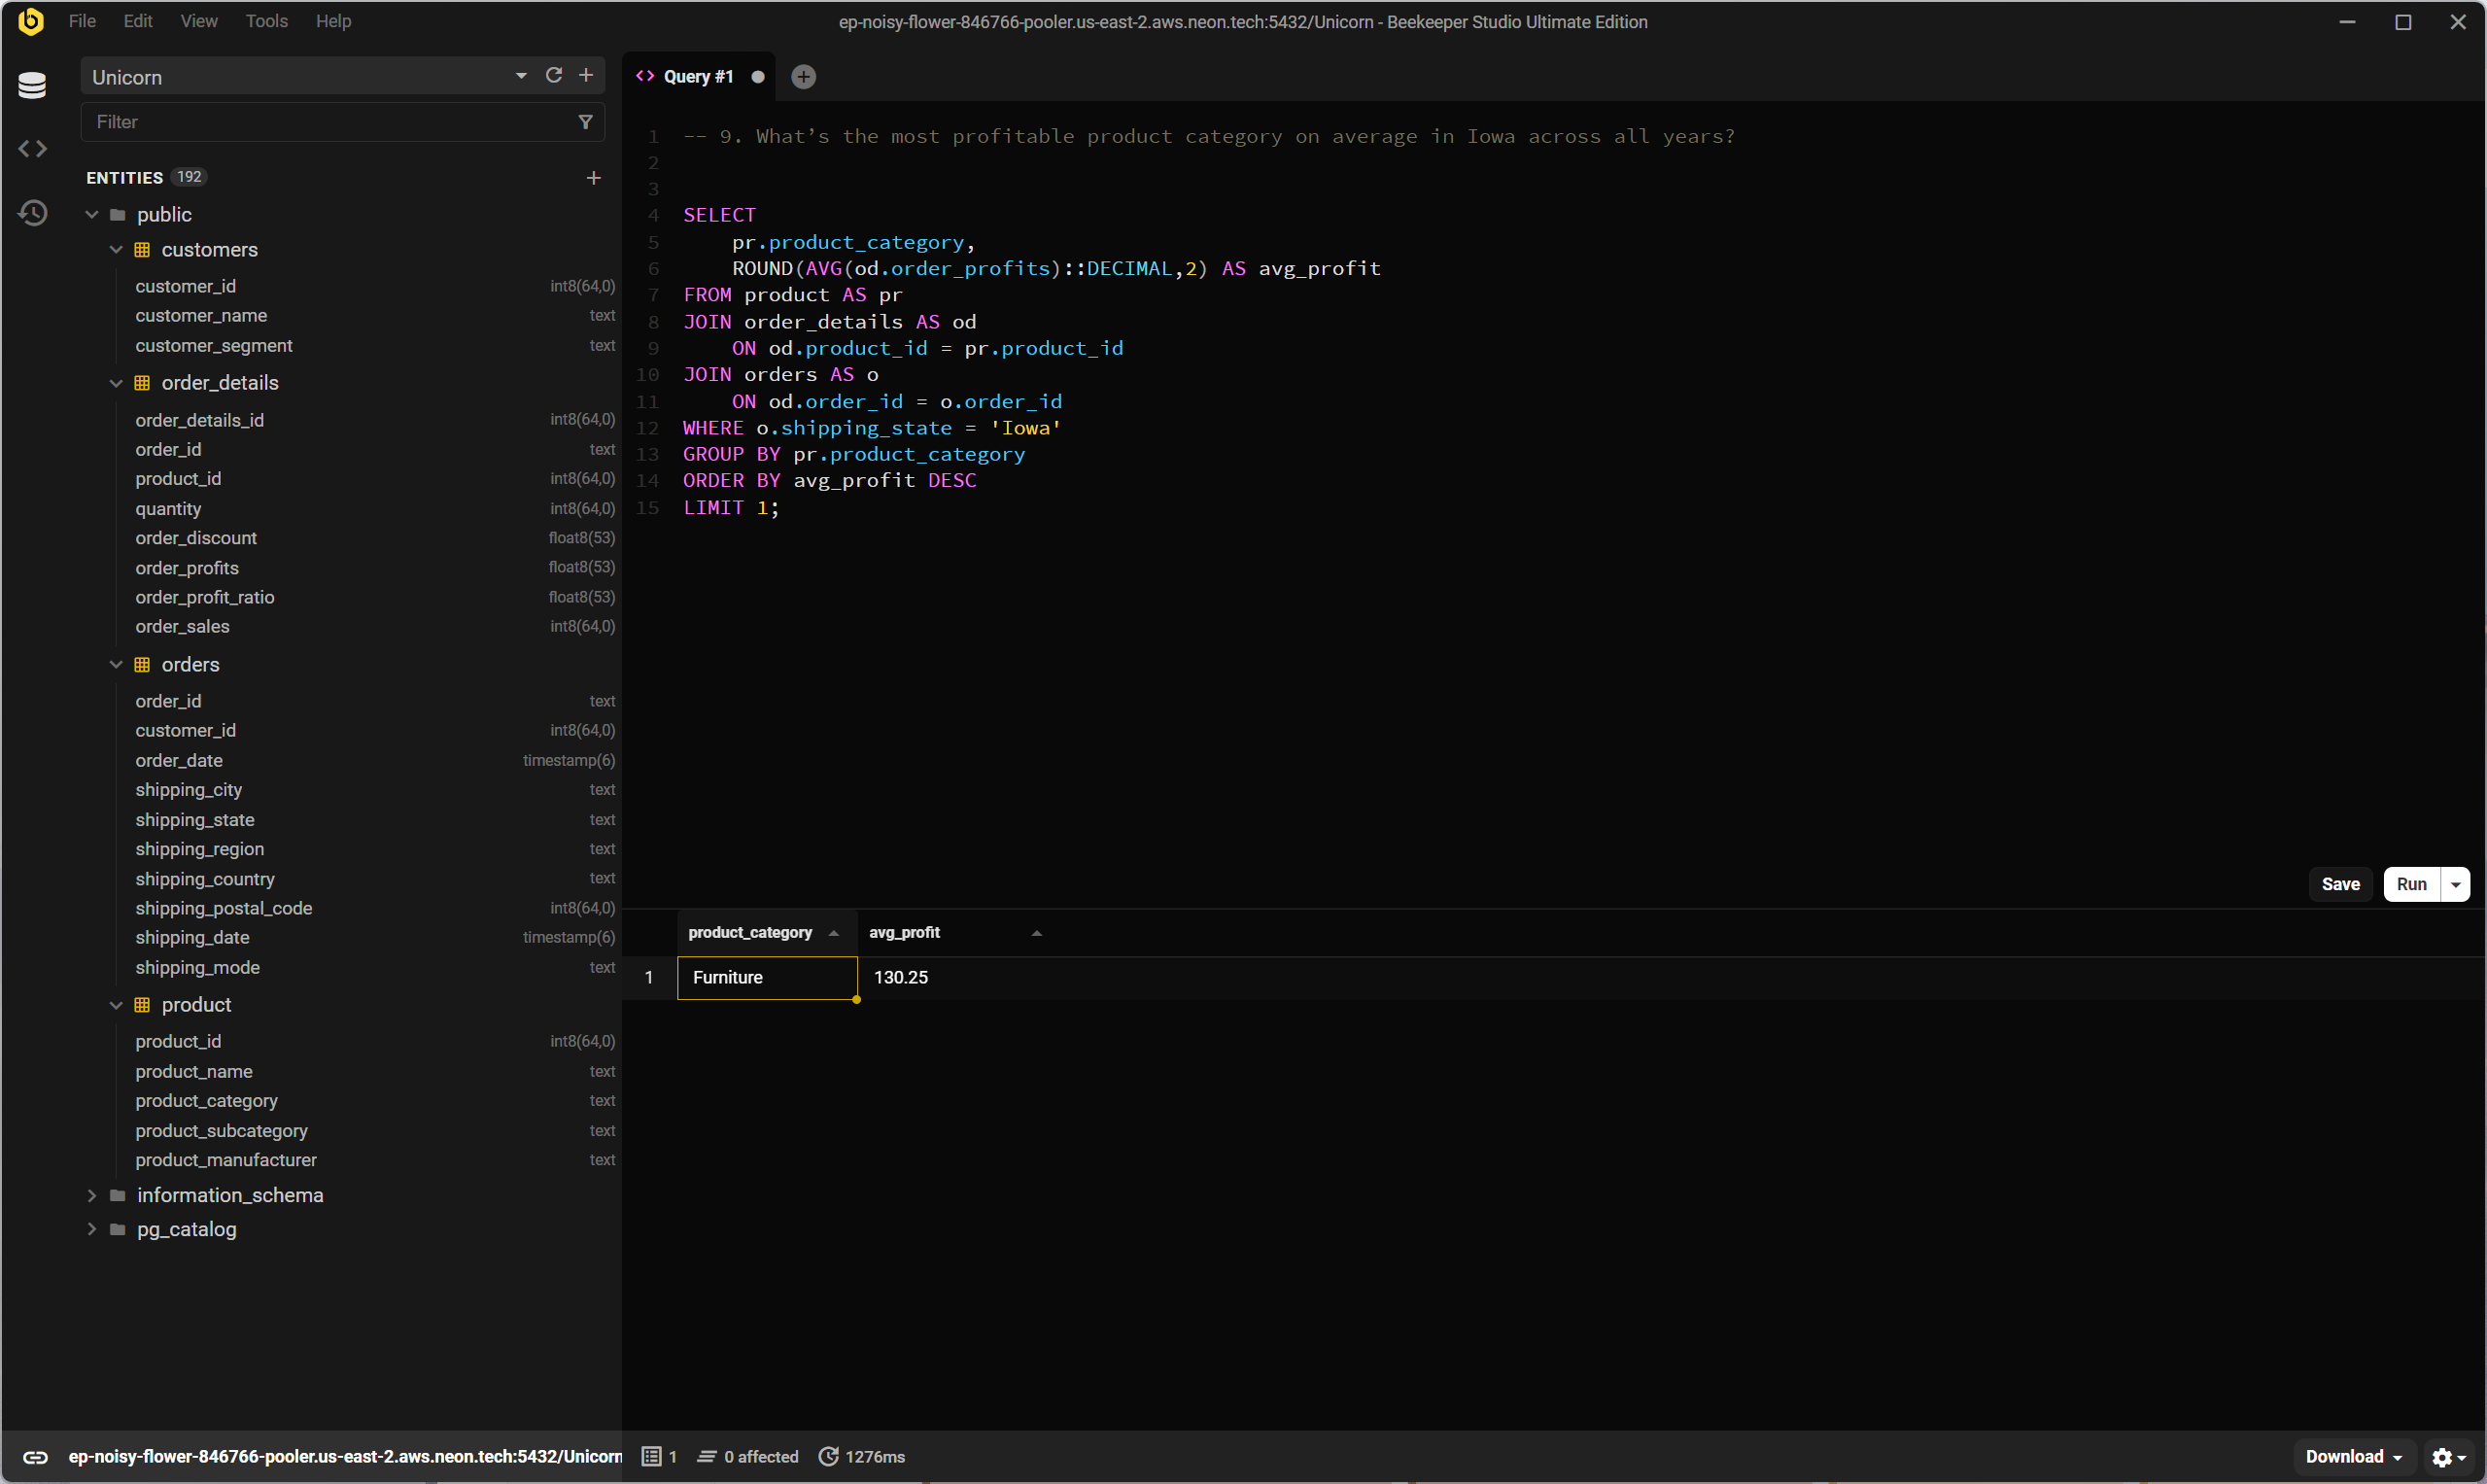 File Edit View Tools Help
ep-noisy-flower-846766-pooler.us-east-2.aws.neon.tech:5432/Unicorn - Beekeeper Studio Ultimate Edition
Unicorn
Filter
ENTITIES 192
public
customers
customer_id int8(64,0)
customer_name text
customer_segment text
order_details
order_details_id int8(64,0)
order_id text
product_id int8(64,0)
quantity int8(64,0)
order_discount float8(53)
order_profits float8(53)
order_profit_ratio float8(53)
order_sales int8(64,0)
orders
order_id text
customer_id int8(64,0)
order_date timestamp(6)
shipping_city text
shipping_state text
shipping_region text
shipping_country text
shipping_postal_code int8(64,0)
shipping_date timestamp(6)
shipping_mode text
product
product_id int8(64,0)
product_name text
product_category text
product_subcategory text
product_manufacturer text
information_schema
pg_catalog
Query #1
1 -- 9. What’s the most profitable product category on average in Iowa across all years?
2
3
4 SELECT
5 pr.product_category,
6 ROUND(AVG(od.order_profits)::DECIMAL,2) AS avg_profit
7 FROM product AS pr
8 JOIN order_details AS od
9 ON od.product_id = pr.product_id
10 JOIN orders AS o
11 ON od.order_id = o.order_id
12 WHERE o.shipping_state = 'Iowa'
13 GROUP BY pr.product_category
14 ORDER BY avg_profit DESC
15 LIMIT 1;
Save Run
product_category avg_profit
1 Furniture 130.25
ep-noisy-flower-846766-pooler.us-east-2.aws.neon.tech:5432/Unicorn 1 0 affected 1276ms Download